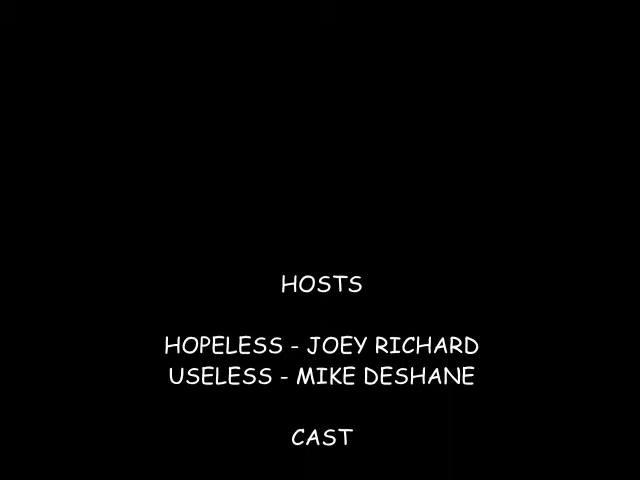 HOSTS
HOPELESS - JOEY RICHARD
USELESS - MIKE DESHANE
CAST